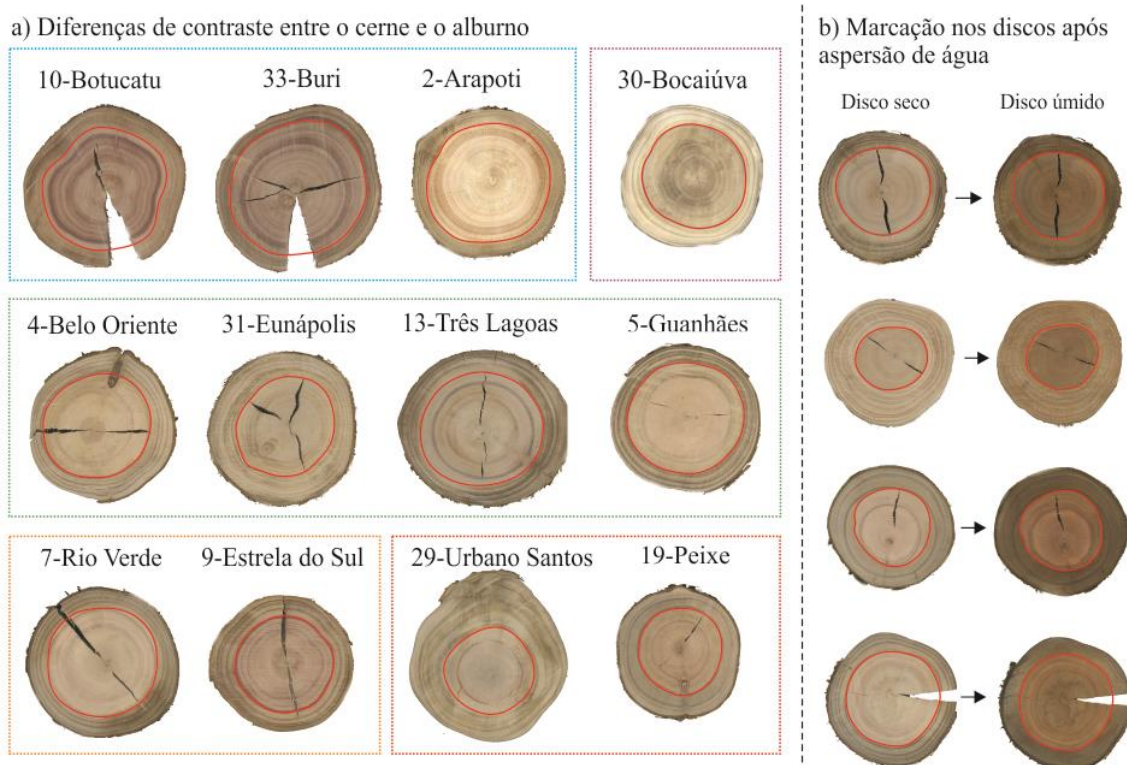 a) Diferenças de contraste entre o cerne e o alburno
10-Botucatu
33-Buri
2-Arapoti
30-Bocaiúva
4-Belo Oriente
31-Eunápolis
13-Três Lagoas
5-Guanhães
7-Rio Verde
9-Estrela do Sul
29-Urbano Santos
19-Peixe
b) Marcação nos discos após
aspersão de água
Disco seco
Disco úmido